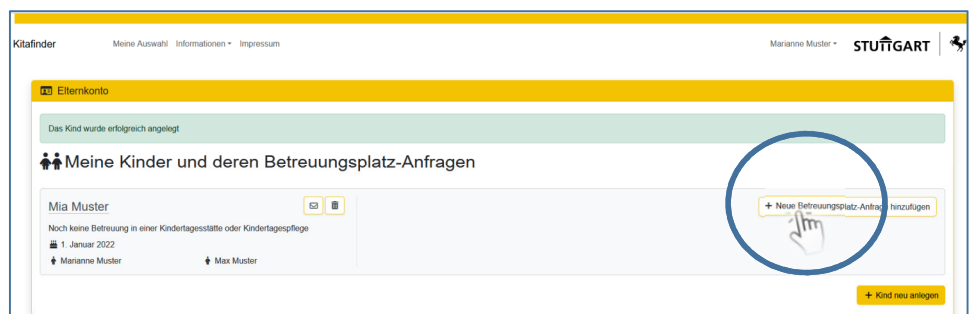 Kitafinder Meine Auswahl Informationen Impressum Marianne Muster STUTTGART
Elternkonto
Das Kind wurde erfolgreich angelegt
Meine Kinder und deren Betreuungsplatz-Anfragen
Mia Muster + Neue Betreuungsplatz-Anfrage hinzufügen
Noch keine Betreuung in einer Kindertagesstätte oder Kindertagespflege
1. Januar 2022
Marianne Muster Max Muster
+ Kind neu anlegen